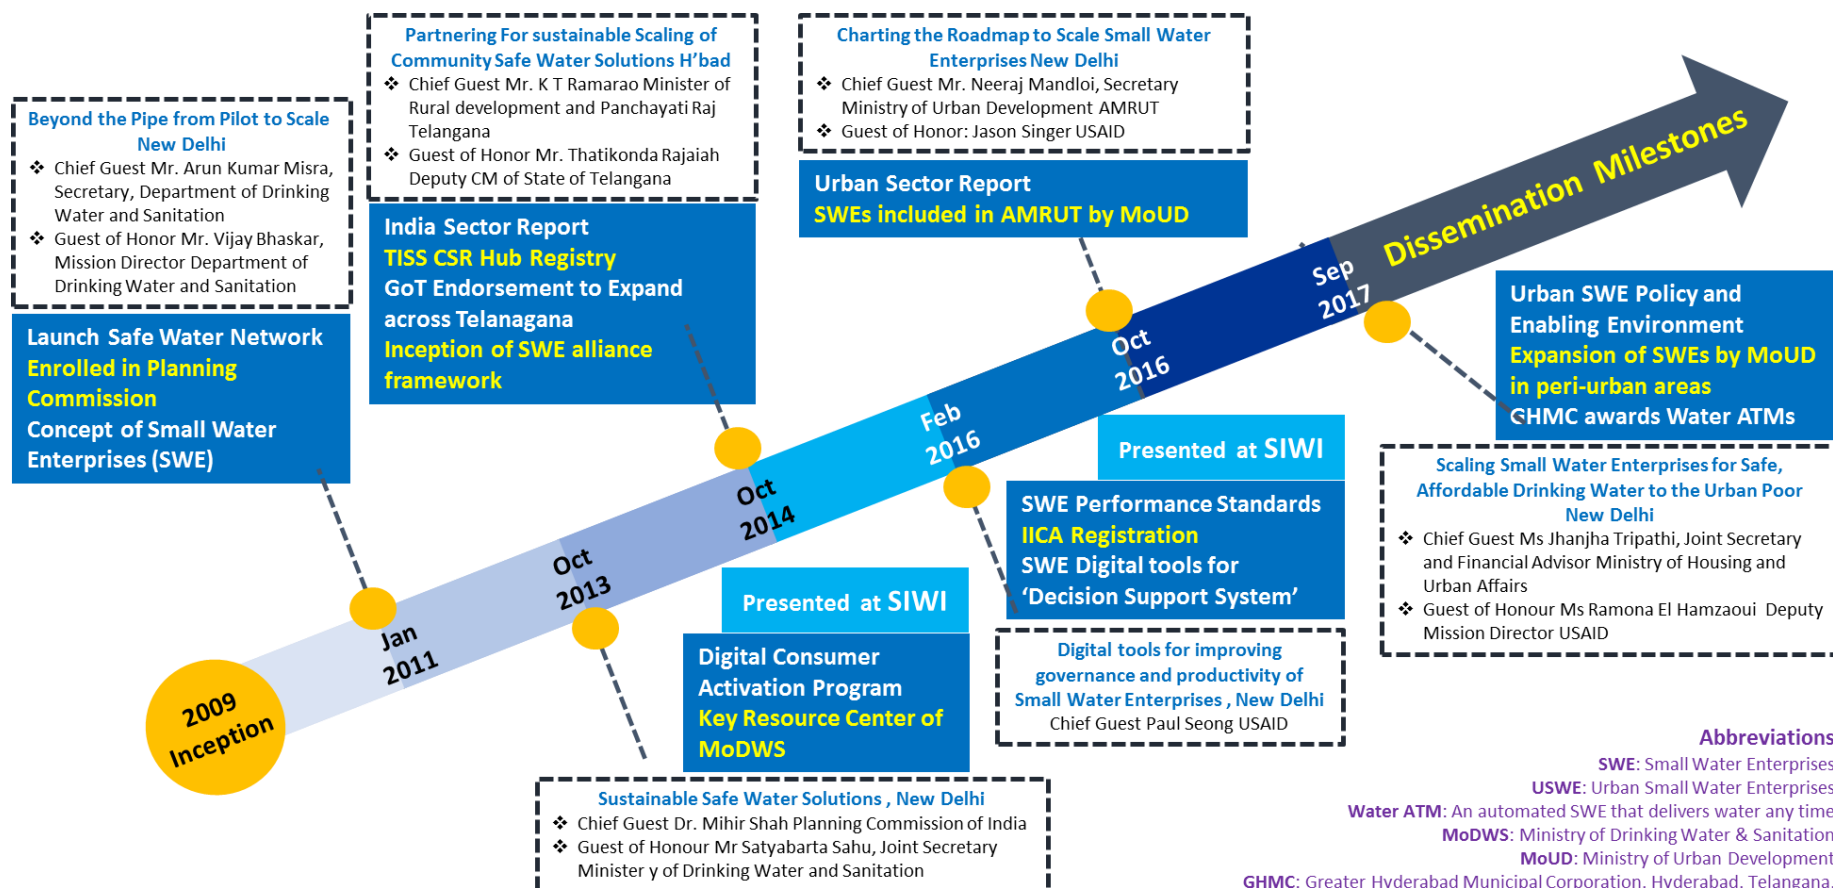 Beyond the Pipe from Pilot to Scale
New Delhi
❖ Chief Guest Mr. Arun Kumar Misra,
Secretary, Department of Drinking
Water and Sanitation
❖ Guest of Honor Mr. Vijay Bhaskar,
Mission Director Department of
Drinking Water and Sanitation
Launch Safe Water Network
Enrolled in Planning
Commission
Concept of Small Water
Enterprises (SWE)
Partnering For sustainable Scaling of
Community Safe Water Solutions H'bad
❖ Chief Guest Mr. K T Ramarao Minister of
Rural development and Panchayati Raj
Telangana
❖ Guest of Honor Mr. Thatikonda Rajaiah
Deputy CM of State of Telangana
India Sector Report
TISS CSR Hub Registry
GoT Endorsement to Expand
across Telanagana
Inception of SWE alliance
framework
Charting the Roadmap to Scale Small Water
Enterprises New Delhi
❖ Chief Guest Mr. Neeraj Mandloi, Secretary
Ministry of Urban Development AMRUT
❖ Guest of Honor: Jason Singer USAID
Urban Sector Report
SWEs included in AMRUT by MoUD
Dissemination Milestones
2009
Inception
Jan
2011
Oct
2013
Oct
2014
Feb
2016
Oct
2016
Sep
2017
Urban SWE Policy and
Enabling Environment
Expansion of SWEs by MoUD
in peri-urban areas
GHMC awards Water ATMs
Scaling Small Water Enterprises for Safe,
Affordable Drinking Water to the Urban Poor
New Delhi
❖ Chief Guest Ms Jhanjha Tripathi, Joint Secretary
and Financial Advisor Ministry of Housing and
Urban Affairs
❖ Guest of Honour Ms Ramona El Hamzaoui Deputy
Mission Director USAID
Presented at SIWI
SWE Performance Standards
IICA Registration
SWE Digital tools for
‘Decision Support System’
Digital tools for improving
governance and productivity of
Small Water Enterprises , New Delhi
Chief Guest Paul Seong USAID
Presented at SIWI
Digital Consumer
Activation Program
Key Resource Center of
MoDWS
Sustainable Safe Water Solutions , New Delhi
❖ Chief Guest Dr. Mihir Shah Planning Commission of India
❖ Guest of Honour Mr Satyabarta Sahu, Joint Secretary
Minister y of Drinking Water and Sanitation
Abbreviations
SWE: Small Water Enterprises
USWE: Urban Small Water Enterprises
Water ATM: An automated SWE that delivers water any time
MoDWS: Ministry of Drinking Water & Sanitation
MoUD: Ministry of Urban Development
GHMC: Greater Hyderabad Municipal Corporation, Hyderabad, Telangana.